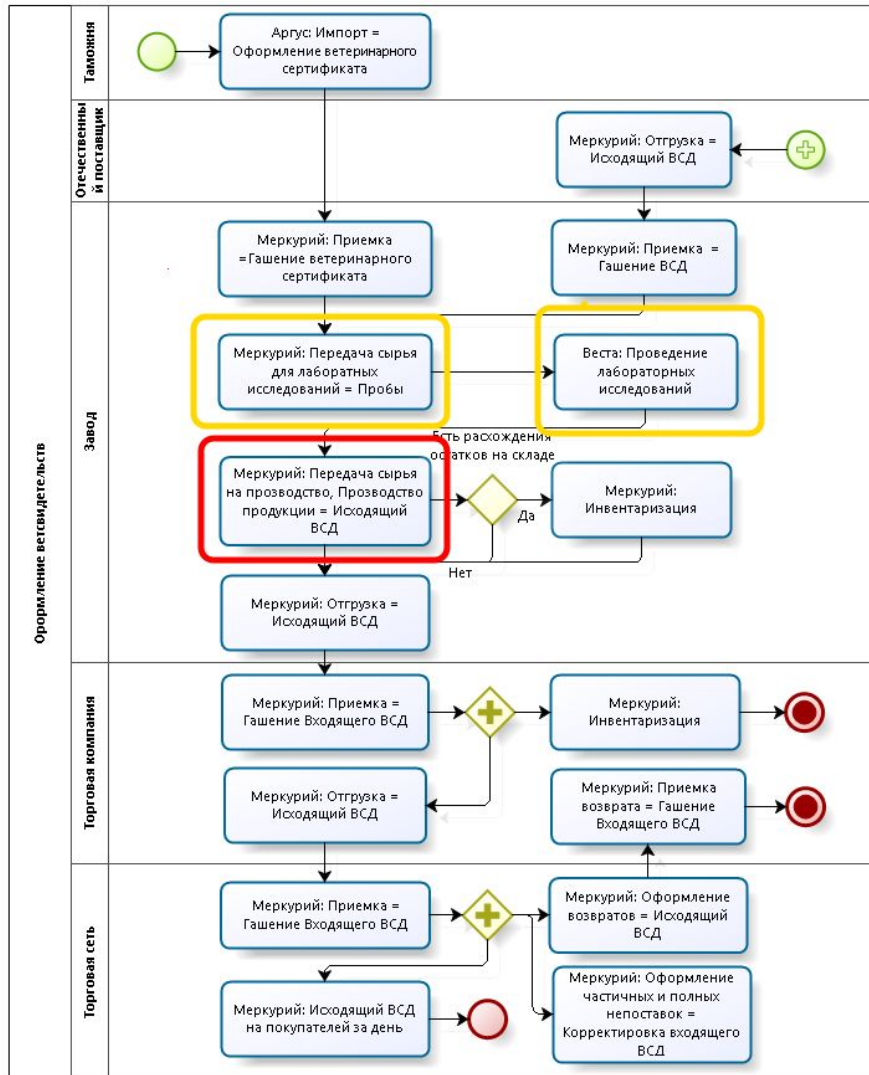 Орормление ветсвидетельств
Таможня
Аргус: Импорт =
Оформление ветеринарного
сертификата
Отечественны
й поставщик
Меркурий: Отгрузка =
Исходящий ВСД
Завод
Меркурий: Приемка
=Гашение ветеринарного
сертификата
Меркурий: Приемка =
Гашение ВСД
Меркурий: Передача сырья
для лаборатных
исследований = Пробы
Веста: Проведение
лабораторных
исследований
Есть расхождения
остатков на складе
Меркурий: Передача сырья
на прозводство, Прозводство
продукции = Исходящий
ВСД
Да
Меркурий:
Инвентаризация
Нет
Меркурий: Отгрузка =
Исходящий ВСД
Торговая компания
Меркурий: Приемка =
Гашение Входящего ВСД
Меркурий:
Инвентаризация
Меркурий: Отгрузка =
Исходящий ВСД
Меркурий: Приемка
возврата = Гашение
Входящего ВСД
Торговая сеть
Меркурий: Приемка =
Гашение Входящего ВСД
Меркурий: Оформление
возвратов = Исходящий
ВСД
Меркурий: Исходящий ВСД
на покупателей за день
Меркурий: Оформление
частичных и полных
непоставок =
Корректировка входящего
ВСД